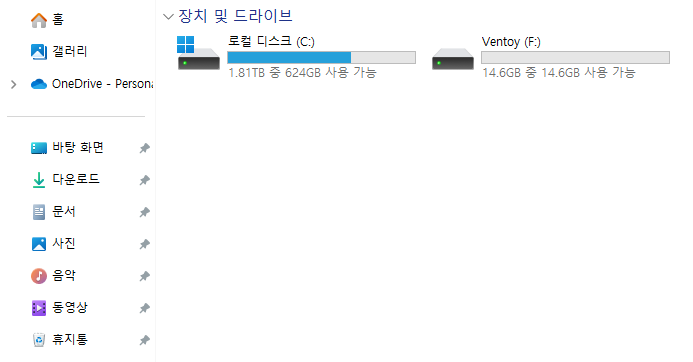 홈
갤러리
OneDrive - Persona
바탕 화면
다운로드
문서
사진
음악
동영상
휴지통
장치 및 드라이브
로컬 디스크 (C:)
1.81TB 중 624GB 사용 가능
Ventoy (F:)
14.6GB 중 14.6GB 사용 가능